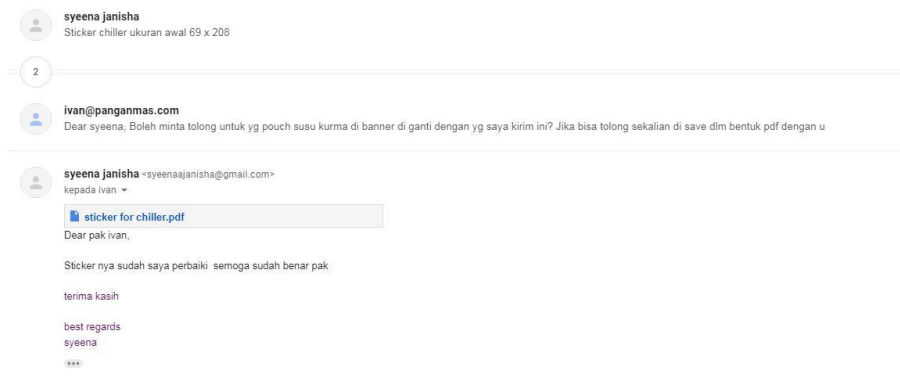 syeena janisha
Sticker chiller ukuran awal 69 x 208
2
ivan@panganmas.com
Dear syeena, Boleh minta tolong untuk yg pouch susu kurma di banner di ganti dengan yg saya kirim ini? Jika bisa tolong sekalian di save dlm bentuk pdf dengan u
syeena janisha <syeenaajanisha@gmail.com>
kepada ivan
sticker for chiller.pdf
Dear pak ivan,
Sticker nya sudah saya perbaiki semoga sudah benar pak
terima kasih
best regards
syeena